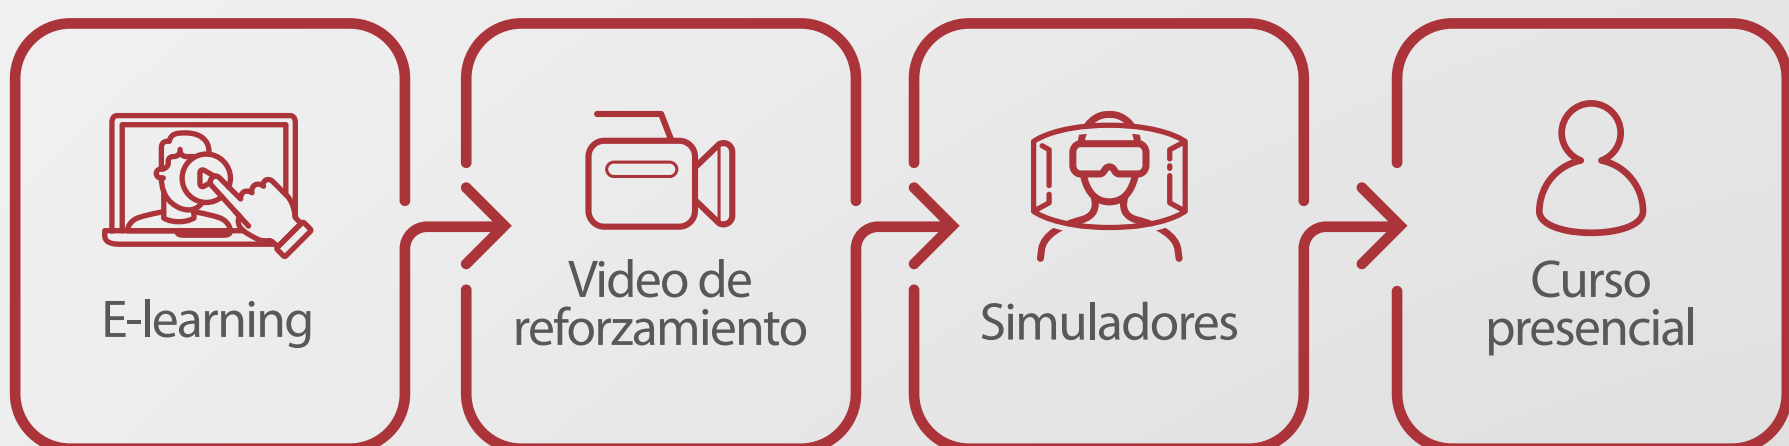 E-learning
Video de
reforzamiento
Simuladores
Curso
presencial